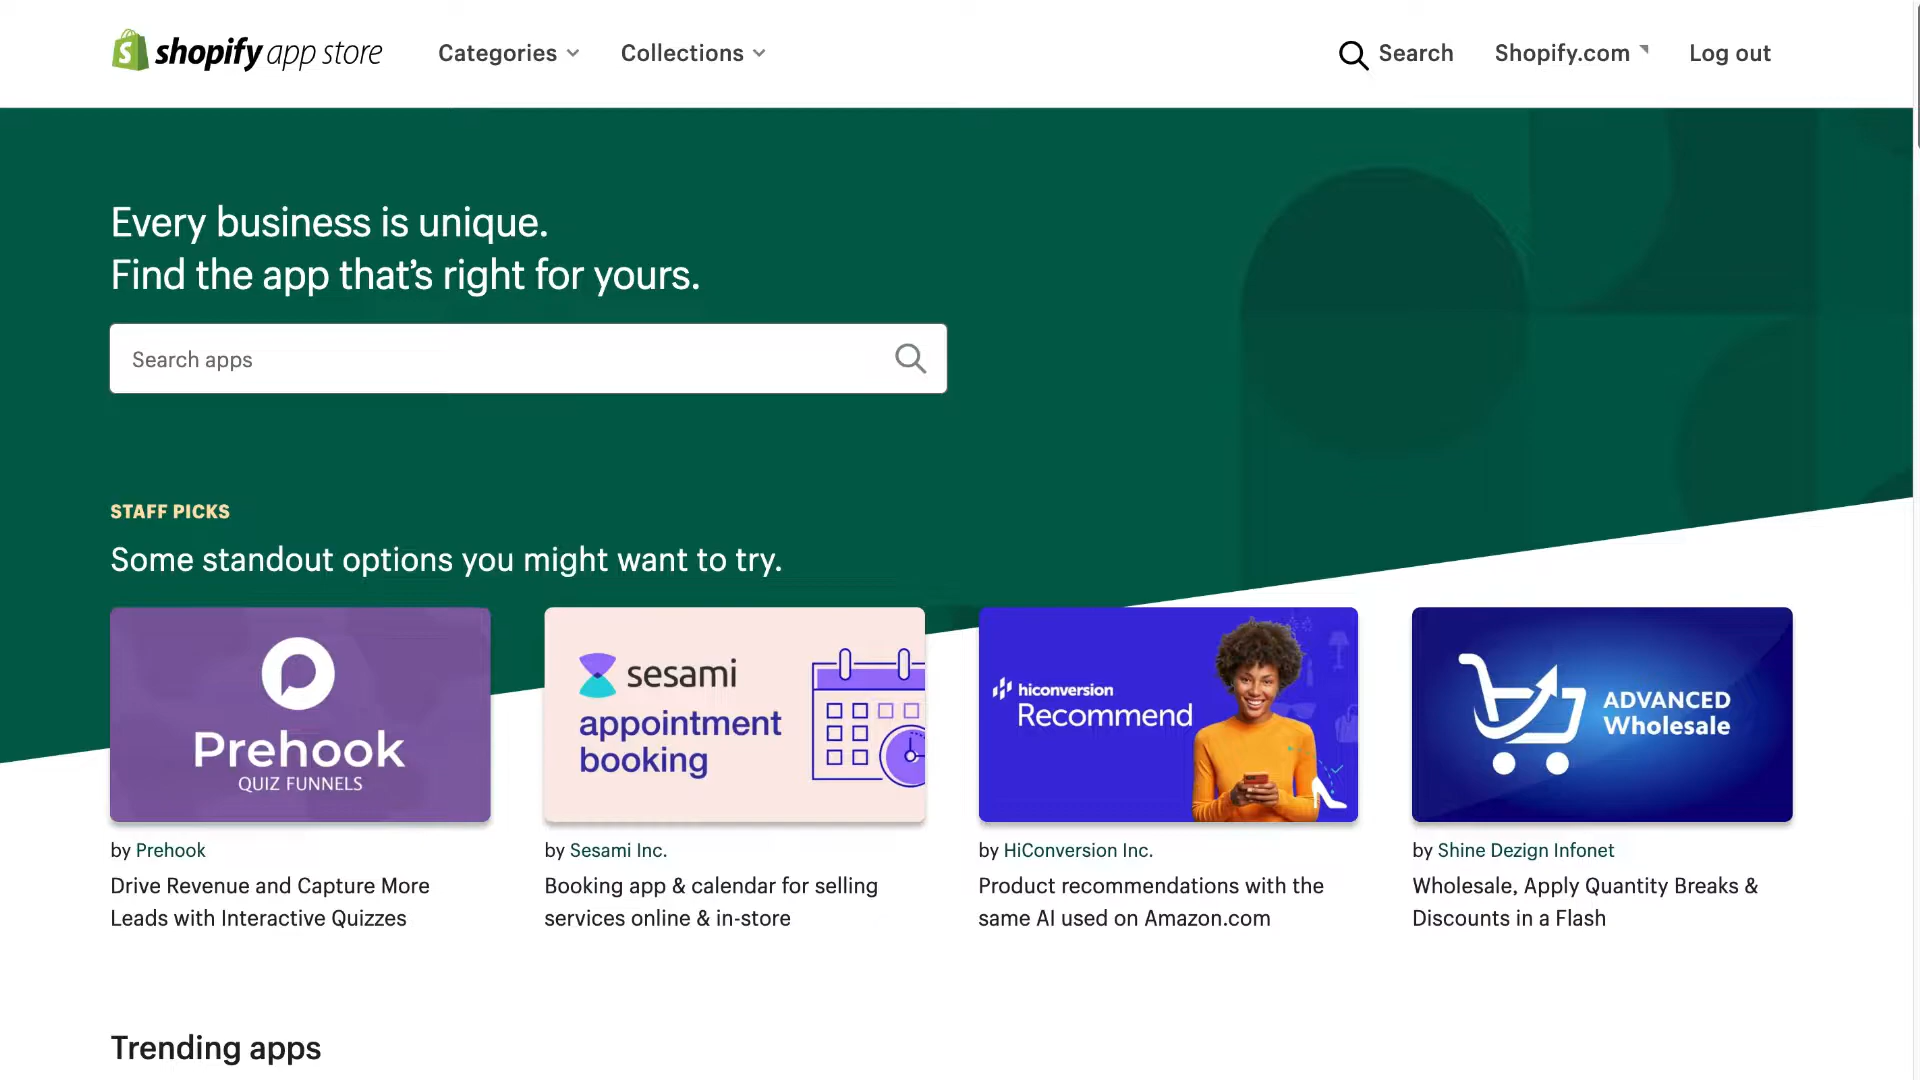 shopify app store
Categories
Collections
Search
Shopify.com
Log out
Every business is unique.
Find the app that’s right for yours.
Search apps
STAFF PICKS
Some standout options you might want to try.
Prehook
QUIZ FUNNELS
by Prehook
Drive Revenue and Capture More
Leads with Interactive Quizzes
sesami
appointment
booking
by Sesami Inc.
Booking app & calendar for selling
services online & in-store
hiconversion
Recommend
by HiConversion Inc.
Product recommendations with the
same AI used on Amazon.com
ADVANCED
Wholesale
by Shine Dezign Infonet
Wholesale, Apply Quantity Breaks &
Discounts in a Flash
Trending apps